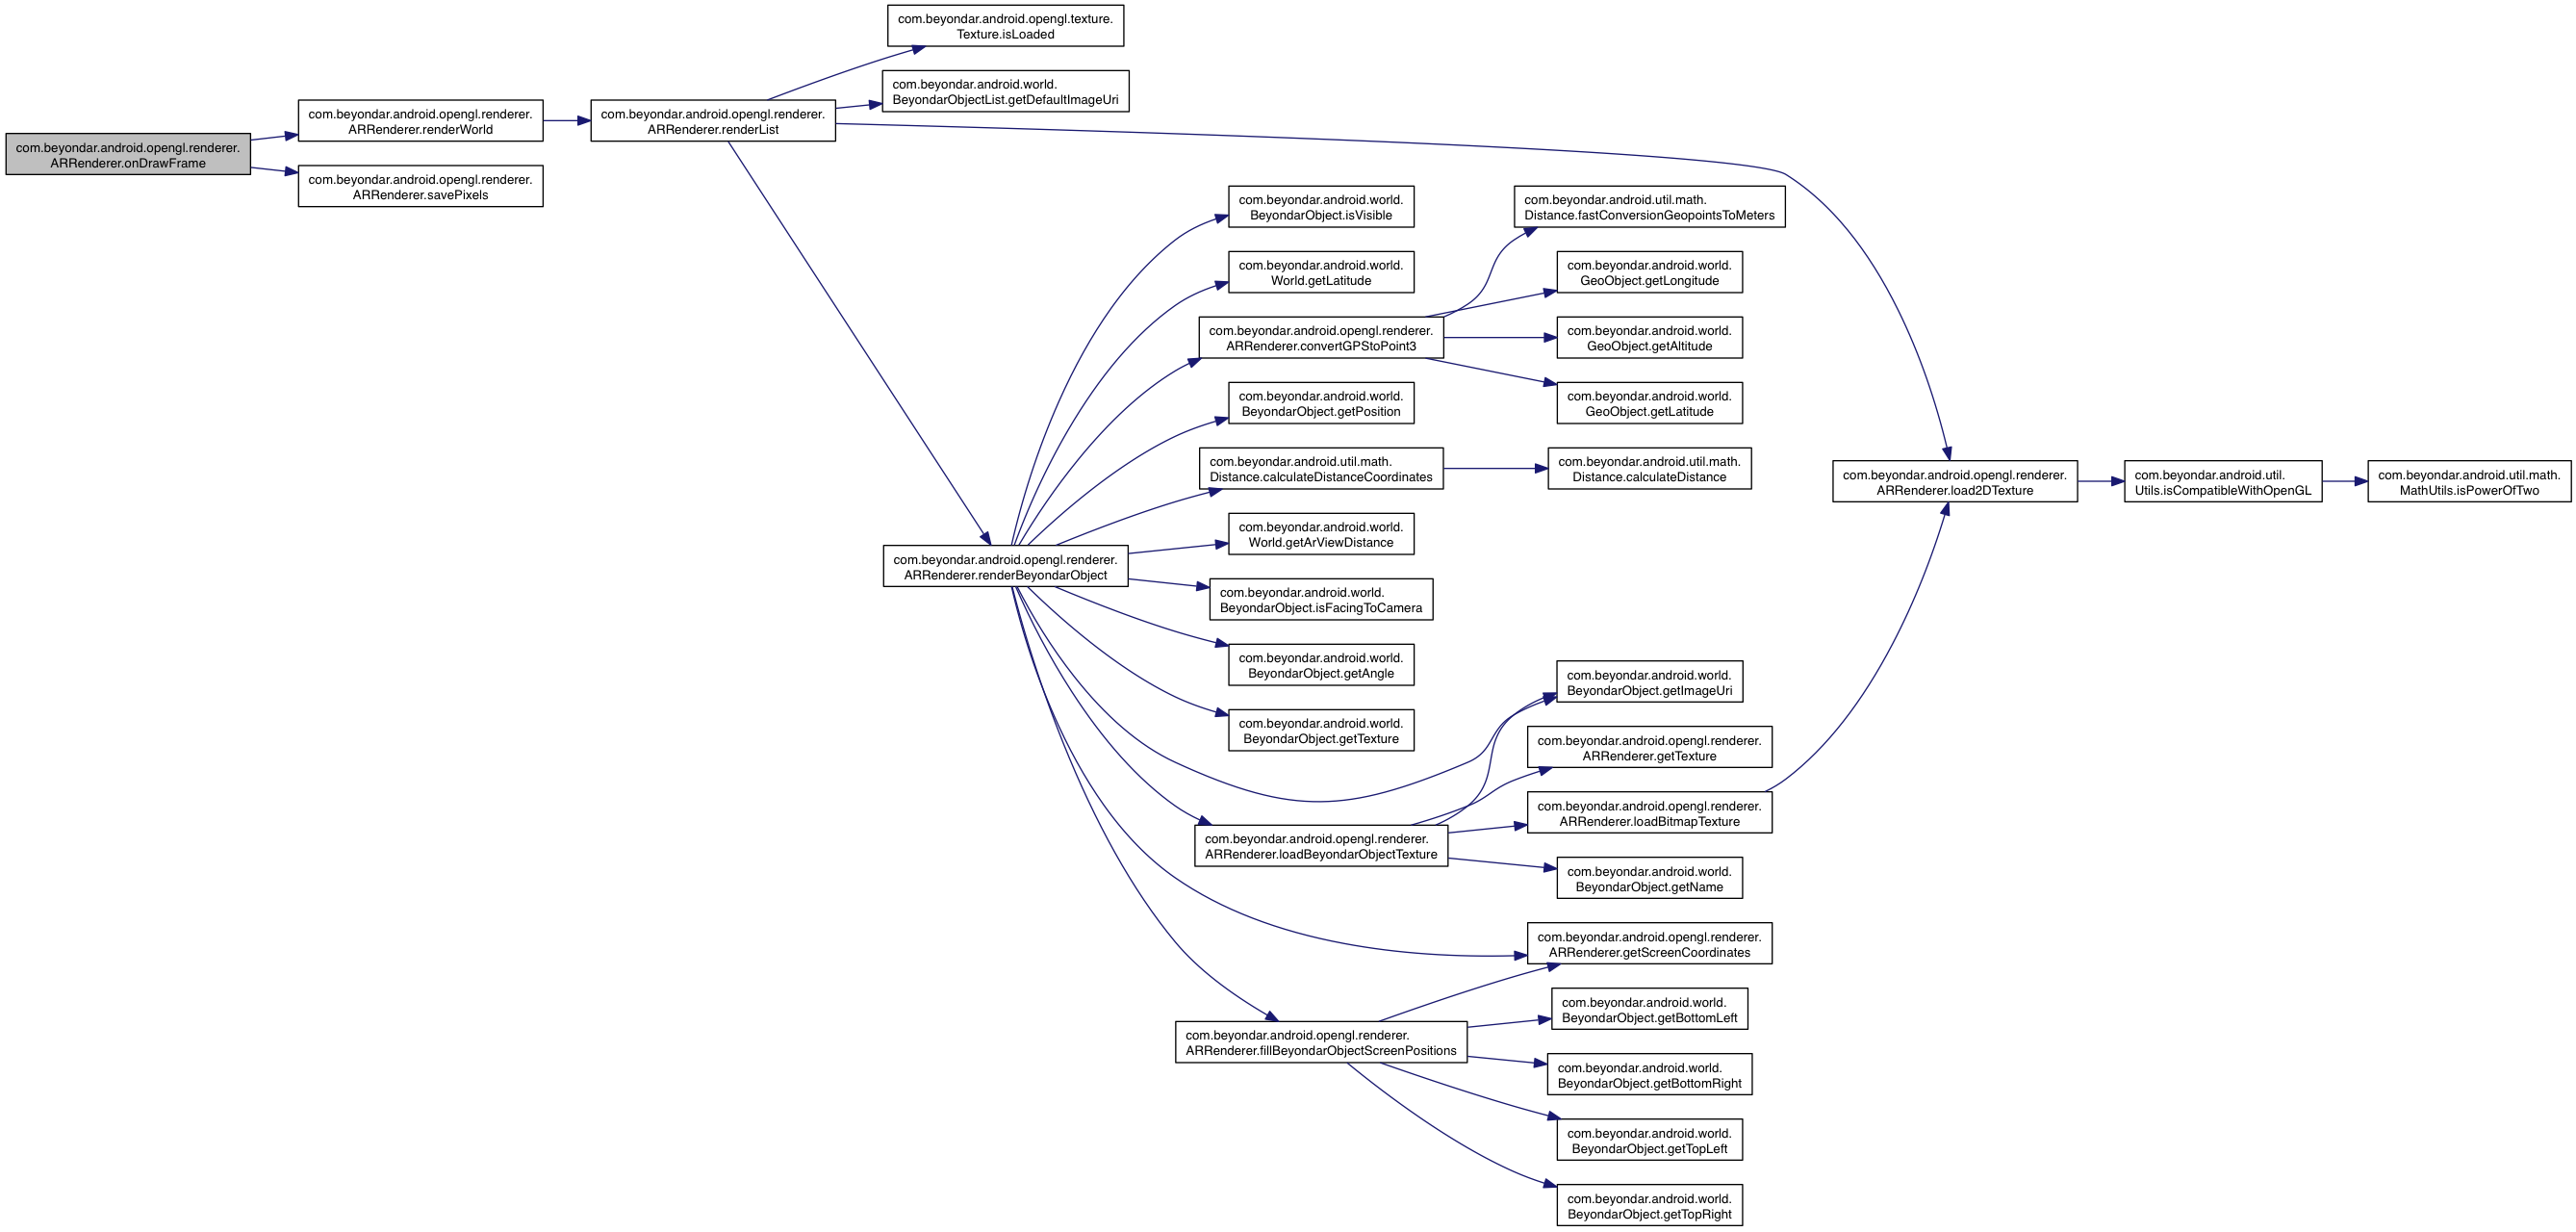 com.beyondar.android.opengl.texture.
Texture.isLoaded
com.beyondar.android.world.
BeyondarObjectList.getDefaultImageUri
com.beyondar.android.opengl.renderer.
ARRenderer.renderWorld
com.beyondar.android.opengl.renderer.
ARRenderer.renderList
com.beyondar.android.opengl.renderer.
ARRenderer.onDrawFrame
com.beyondar.android.opengl.renderer.
ARRenderer.savePixels
com.beyondar.android.world.
BeyondarObject.isVisible
com.beyondar.android.util.math.
Distance.fastConversionGeopointsToMeters
com.beyondar.android.world.
World.getLatitude
com.beyondar.android.world.
GeoObject.getLongitude
com.beyondar.android.opengl.renderer.
ARRenderer.convertGPStoPoint3
com.beyondar.android.world.
GeoObject.getAltitude
com.beyondar.android.world.
BeyondarObject.getPosition
com.beyondar.android.world.
GeoObject.getLatitude
com.beyondar.android.util.math.
Distance.calculateDistanceCoordinates
com.beyondar.android.util.math.
Distance.calculateDistance
com.beyondar.android.opengl.renderer.
ARRenderer.load2DTexture
com.beyondar.android.util.
Utils.isCompatibleWithOpenGL
com.beyondar.android.util.math.
MathUtils.isPowerOfTwo
com.beyondar.android.world.
World.getArViewDistance
com.beyondar.android.opengl.renderer.
ARRenderer.renderBeyondarObject
com.beyondar.android.world.
BeyondarObject.isFacingToCamera
com.beyondar.android.world.
BeyondarObject.getAngle
com.beyondar.android.world.
BeyondarObject.getImageUri
com.beyondar.android.world.
BeyondarObject.getTexture
com.beyondar.android.opengl.renderer.
ARRenderer.getTexture
com.beyondar.android.opengl.renderer.
ARRenderer.loadBitmapTexture
com.beyondar.android.opengl.renderer.
ARRenderer.loadBeyondarObjectTexture
com.beyondar.android.world.
BeyondarObject.getName
com.beyondar.android.opengl.renderer.
ARRenderer.getScreenCoordinates
com.beyondar.android.world.
BeyondarObject.getBottomLeft
com.beyondar.android.opengl.renderer.
ARRenderer.fillBeyondarObjectScreenPositions
com.beyondar.android.world.
BeyondarObject.getBottomRight
com.beyondar.android.world.
BeyondarObject.getTopLeft
com.beyondar.android.world.
BeyondarObject.getTopRight